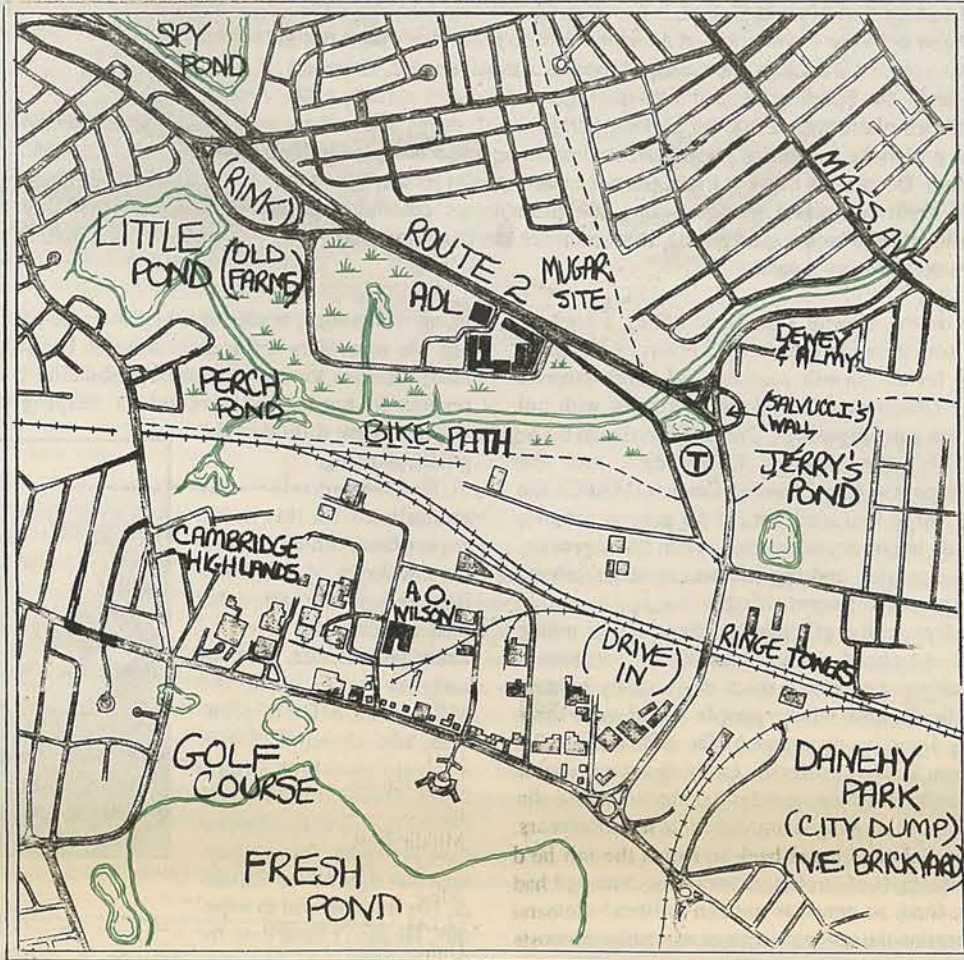 SPY
POND
(RINK)
MASS. AVE
LITTLE
POND
(OLD
FARMS)
ROUTE 2
MUGAR
SITE
ADL
DEWEY
& ALMY
PERCH
POND
(SALVUCCI'S)
WALL
BIKE PATH
T
JERRY'S
POND
CAMBRIDGE
HIGHLANDS
A.O.
WILSON
(DRIVE
IN)
RINGE TOWERS
GOLF
COURSE
DANEHY
PARK
(CITY DUMP)
(N.E. BRICKYARD)
FRESH
POND